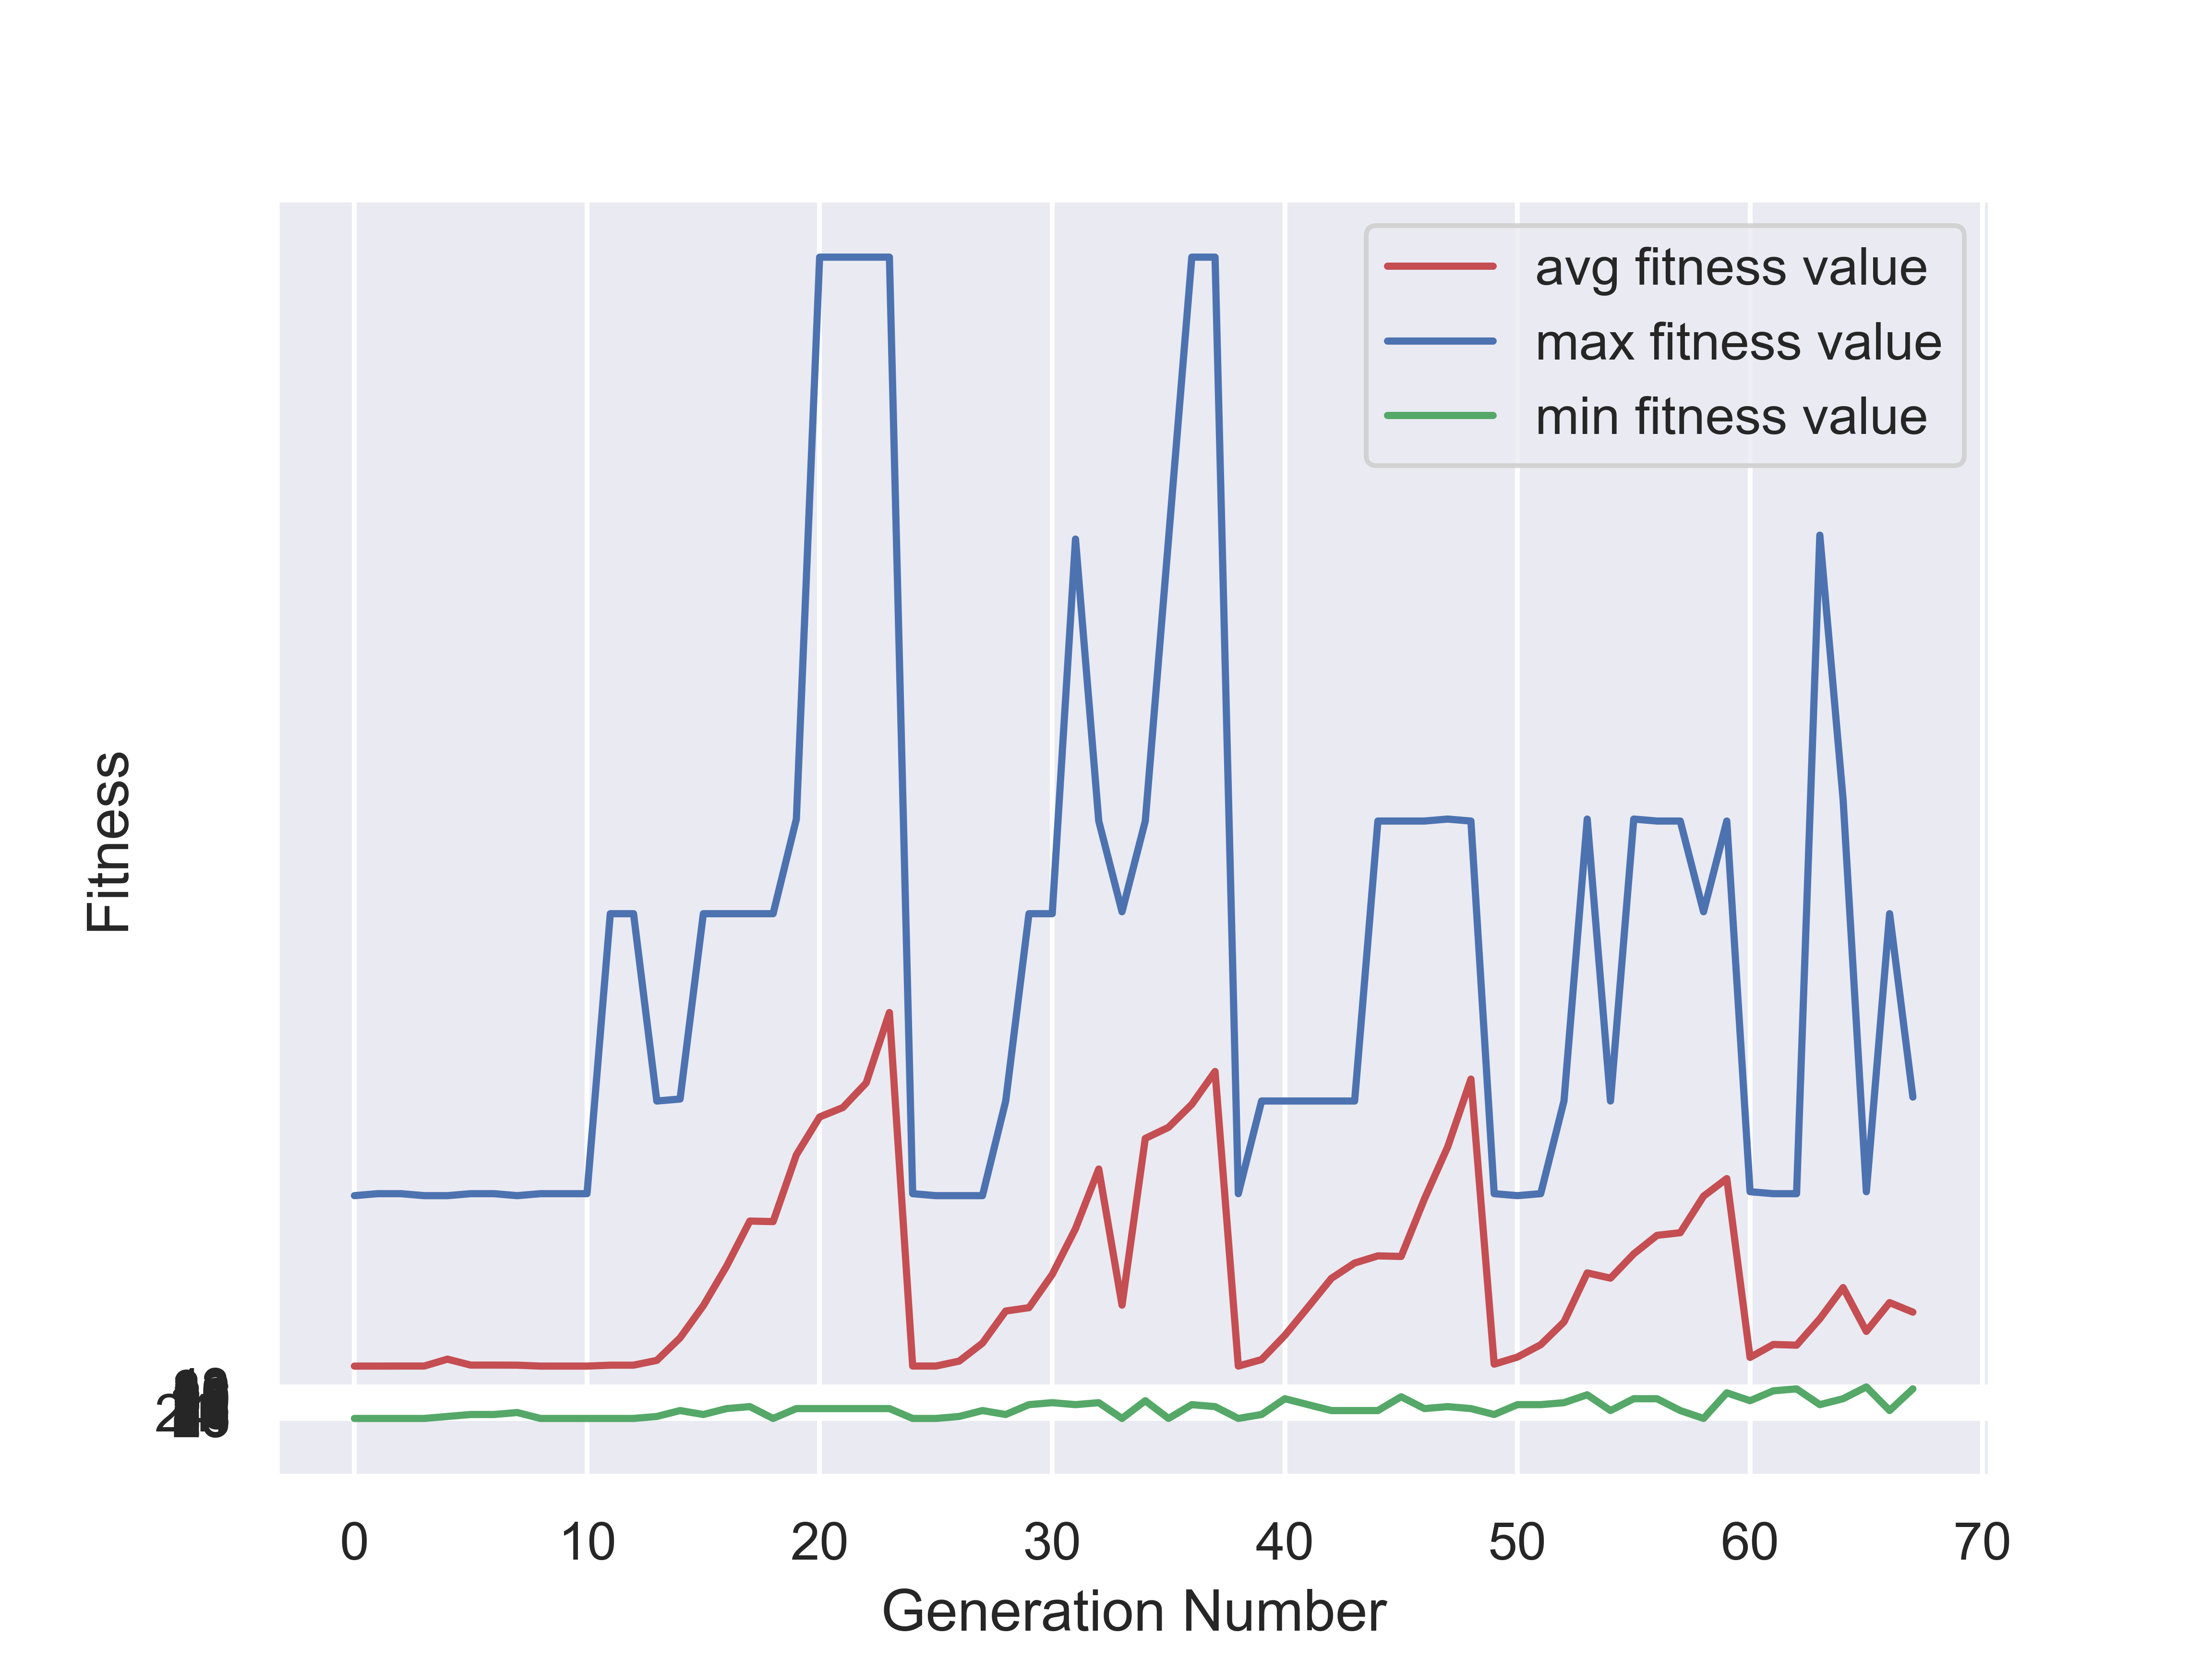 avg fitness value
max fitness value
min fitness value
Fitness
0 10 20 30 40 50 60 70
Generation Number